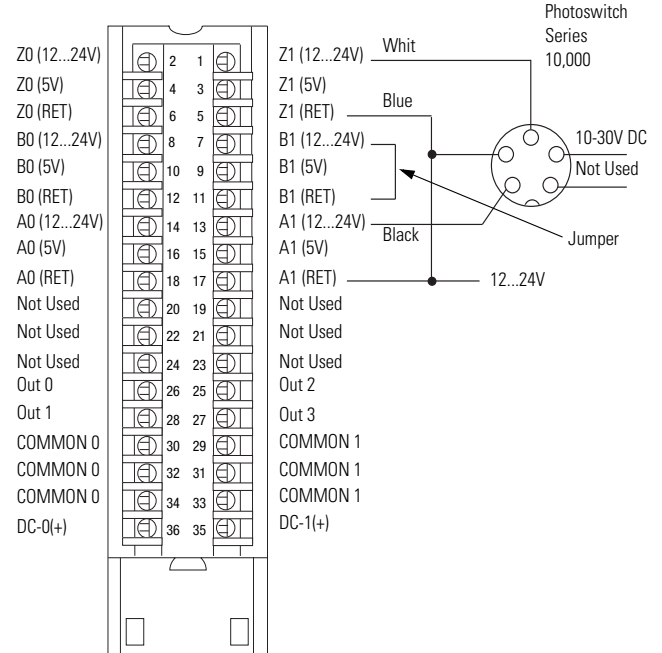 Photoswitch
Series
10,000
Z0 (12...24V) 2 1 Z1 (12...24V) Whit
Z0 (5V) 4 3 Z1 (5V)
Z0 (RET) 6 5 Z1 (RET) Blue
B0 (12...24V) 8 7 B1 (12...24V) 10-30V DC
B0 (5V) 10 9 B1 (5V) Not Used
B0 (RET) 12 11 B1 (RET)
A0 (12...24V) 14 13 A1 (12...24V) Black Jumper
A0 (5V) 16 15 A1 (5V)
A0 (RET) 18 17 A1 (RET) 12...24V
Not Used 20 19 Not Used
Not Used 22 21 Not Used
Not Used 24 23 Not Used
Out 0 26 25 Out 2
Out 1 28 27 Out 3
COMMON 0 30 29 COMMON 1
COMMON 0 32 31 COMMON 1
COMMON 0 34 33 COMMON 1
DC-0(+) 36 35 DC-1(+)